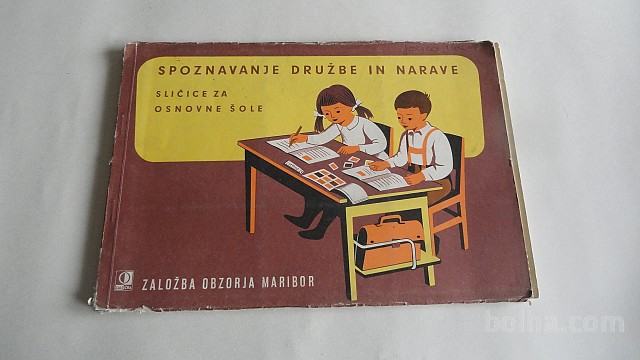 SPOZNAVANJE DRUŽBE IN NARAVE
SLIČICE ZA
OSNOVNE ŠOLE
ZALOŽBA OBZORJA MARIBOR
bolha.com